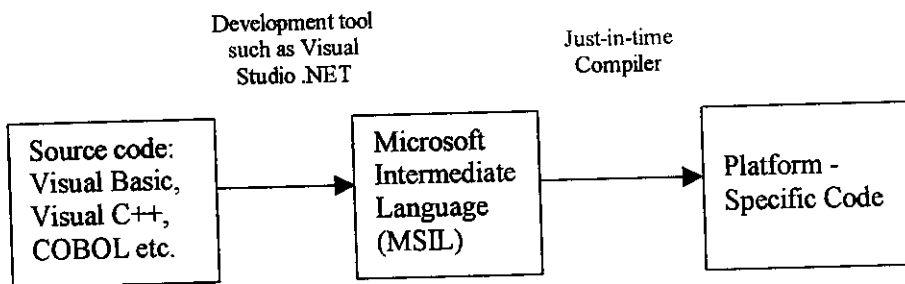 Development tool
such as Visual
Studio .NET
Just-in-time
Compiler
Source code:
Visual Basic,
Visual C++,
COBOL etc.
Microsoft
Intermediate
Language
(MSIL)
Platform -
Specific Code